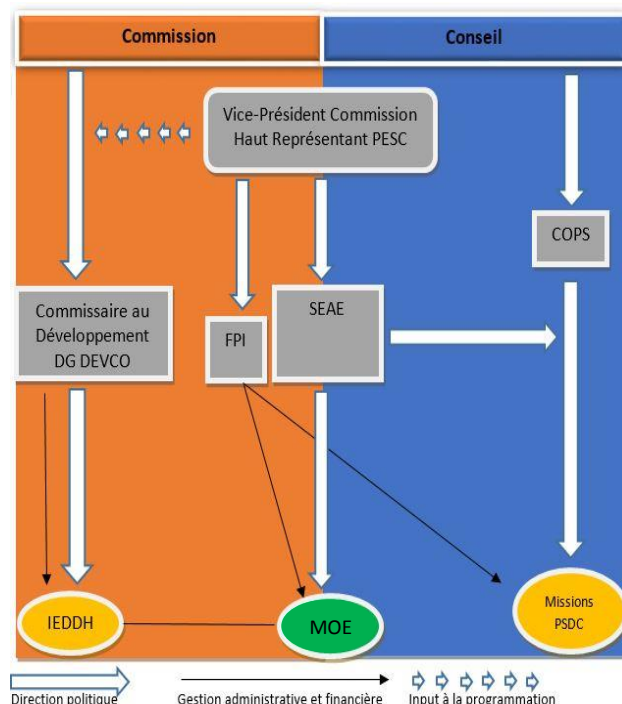 Commission
Conseil
Vice-Président Commission
Haut Représentant PESC
COPS
Commissaire au
Développement
DG DEVCO
FPI
SEAE
IEDDH
MOE
Missions
PSDC
Direction politique
Gestion administrative et financière
Input à la programmation